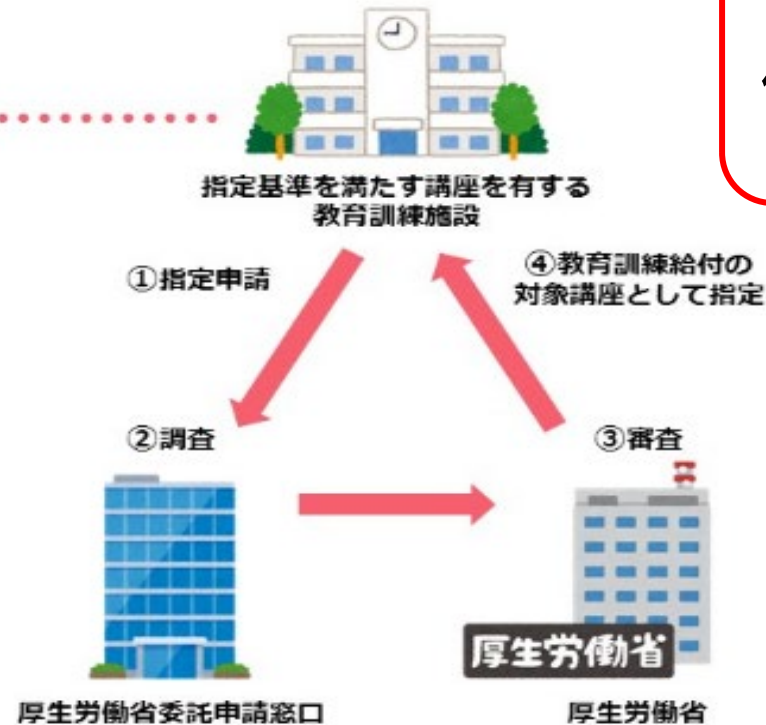 指定基準を満たす講座を有する
教育訓練施設
①指定申請
④教育訓練給付の
対象講座として指定
②調査
③審査
厚生労働省
厚生労働省委託申請窓口
厚生労働省